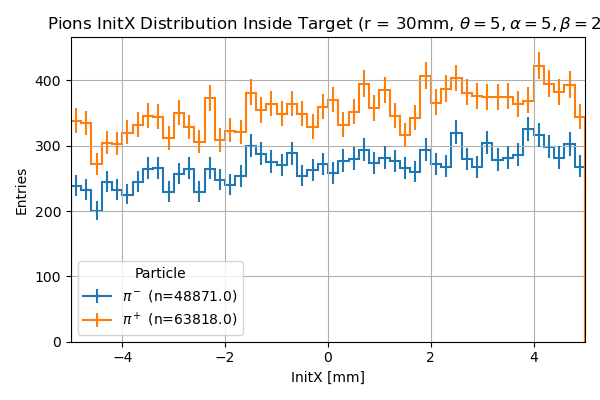 Pions InitX Distribution Inside Target (r = 30mm, θ = 5, α = 5, β = 2
400
300
200
100
0
Entries
Particle
π⁻ (n=48871.0)
π⁺ (n=63818.0)
−4 −2 0 2 4
InitX [mm]